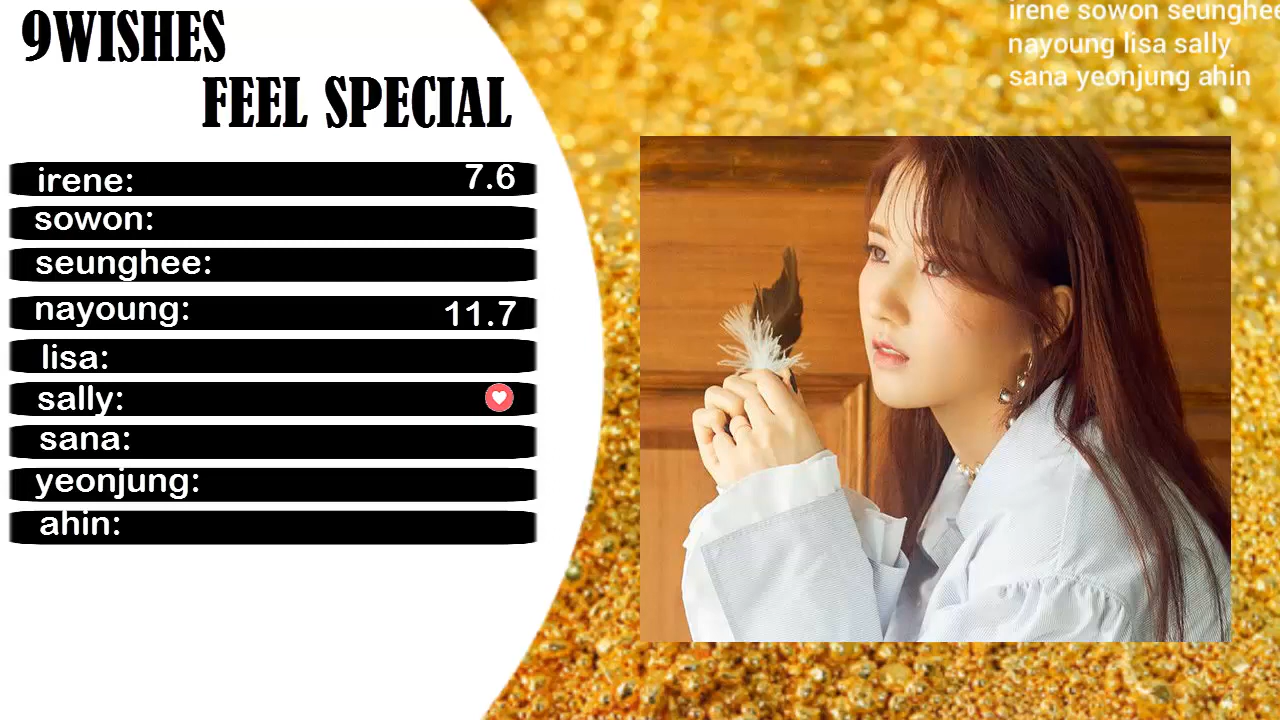 9WISHES
FEEL SPECIAL
irene: 7.6
sowon:
seunghee:
nayoung: 11.7
lisa:
sally:
sana:
yeonjung:
ahin:
irene sowon seunghee
nayoung lisa sally
sana yeonjung ahin